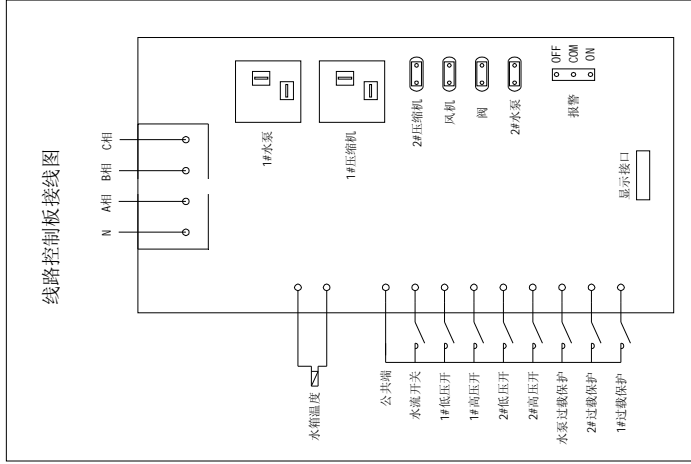 线路控制板接线图
N
A相
B相
C相
1#水泵
1#压缩机
2#压缩机
风机
阀
2#水泵
OFF
COM
ON
报警
显示接口
水箱温度
公共端
水流开关
1#低压开
1#高压开
2#低压开
2#高压开
水泵过载保护
2#过载保护
1#过载保护